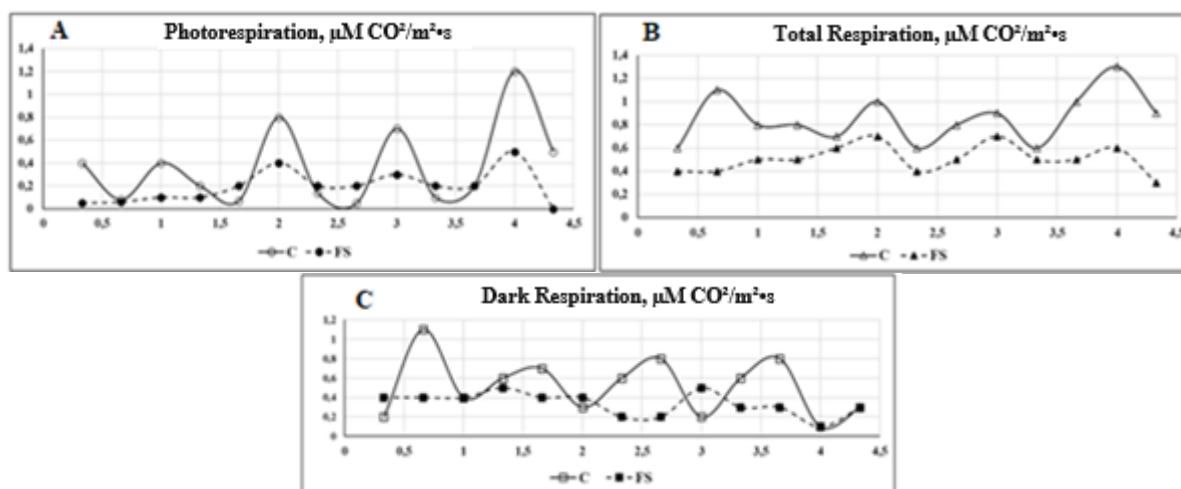 A
Photorespiration, µM CO²/m²•s
1,4
1,2
1
0,8
0,6
0,4
0,2
0
0 0,5 1 1,5 2 2,5 3 3,5 4 4,5
C FS
B
Total Respiration, µM CO²/m²•s
1,4
1,2
1
0,8
0,6
0,4
0,2
0
0 0,5 1 1,5 2 2,5 3 3,5 4 4,5
C FS
C
Dark Respiration, µM CO²/m²•s
1,2
1
0,8
0,6
0,4
0,2
0
0 0,5 1 1,5 2 2,5 3 3,5 4 4,5
C FS